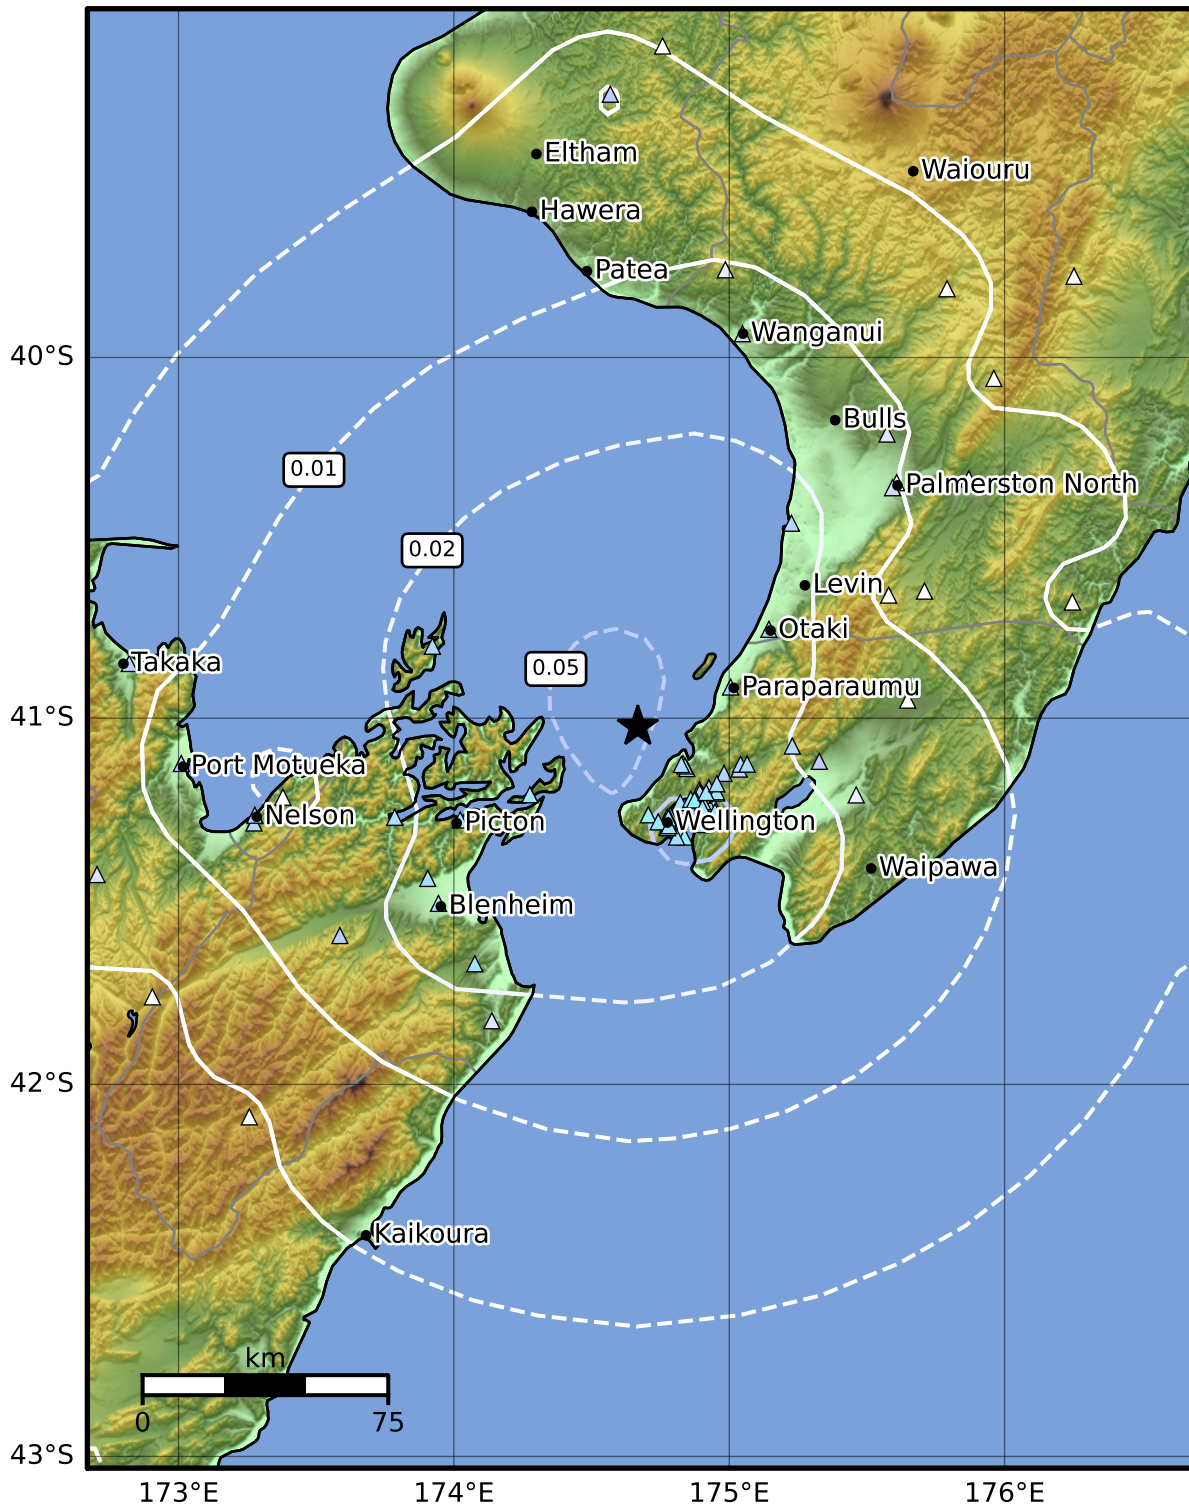 Eltham
Waiouru
Hawera
Patea
Wanganui
40°S
Bulls
0.01
Palmerston North
0.02
Levin
Otaki
Takaka
0.05
Paraparaumu
41°S
Port Motueka
Nelson
Picton
Wellington
Waipawa
Blenheim
42°S
Kaikoura
km
0
75
43°S
173°E
174°E
175°E
176°E